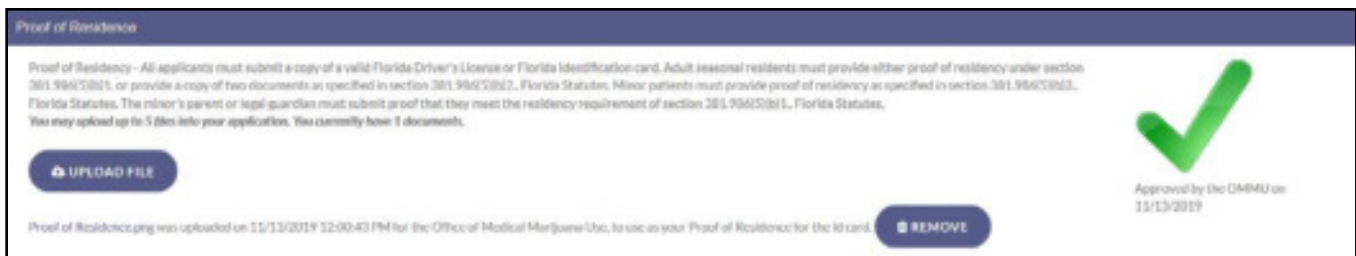 Proof of Residence
Proof of Residency - All applicants must submit a copy of a valid Florida Driver's License or Florida Identification card. Adult seasonal residents must provide either proof of residency under section
381.986(5)(b)1. or provide a copy of two documents as specified in section 381.986(5)(b)2., Florida Statutes. Minor patients must provide proof of residency as specified in section 381.986(5)(b)3.,
Florida Statutes. The minor's parent or legal guardian must submit proof that they meet the residency requirement of section 381.986(5)(b)1., Florida Statutes.
You may upload up to 5 files into your application. You currently have 1 documents.
UPLOAD FILE
Approved by the OMMU on
11/13/2019
Proof of Residence.png was uploaded on 11/13/2019 12:00:43 PM for the Office of Medical Marijuana Use, to use as your Proof of Residence for the id card.
REMOVE